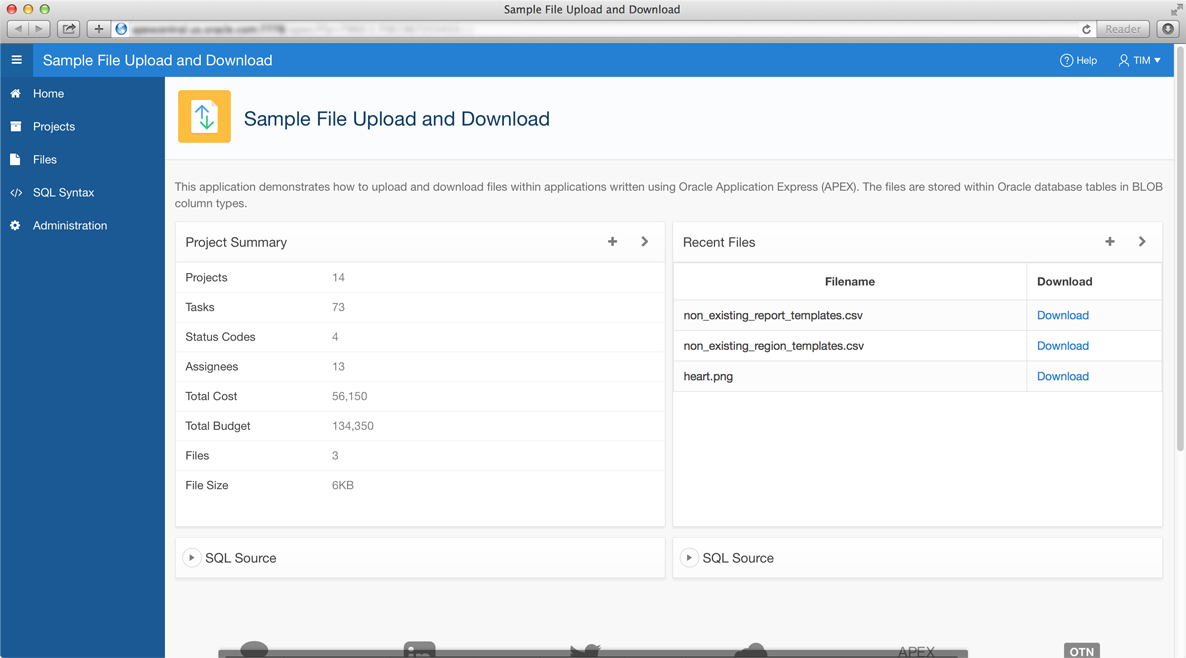 Sample File Upload and Download
Reader
Sample File Upload and Download
Help
TIM
Home
Projects
Files
SQL Syntax
Administration
Sample File Upload and Download
This application demonstrates how to upload and download files within applications written using Oracle Application Express (APEX). The files are stored within Oracle database tables in BLOB
column types.
Project Summary
Projects 14
Tasks 73
Status Codes 4
Assignees 13
Total Cost 56,150
Total Budget 134,350
Files 3
File Size 6KB
Recent Files
Filename Download
non_existing_report_templates.csv Download
non_existing_region_templates.csv Download
heart.png Download
SQL Source
SQL Source
in
APEX
OTN